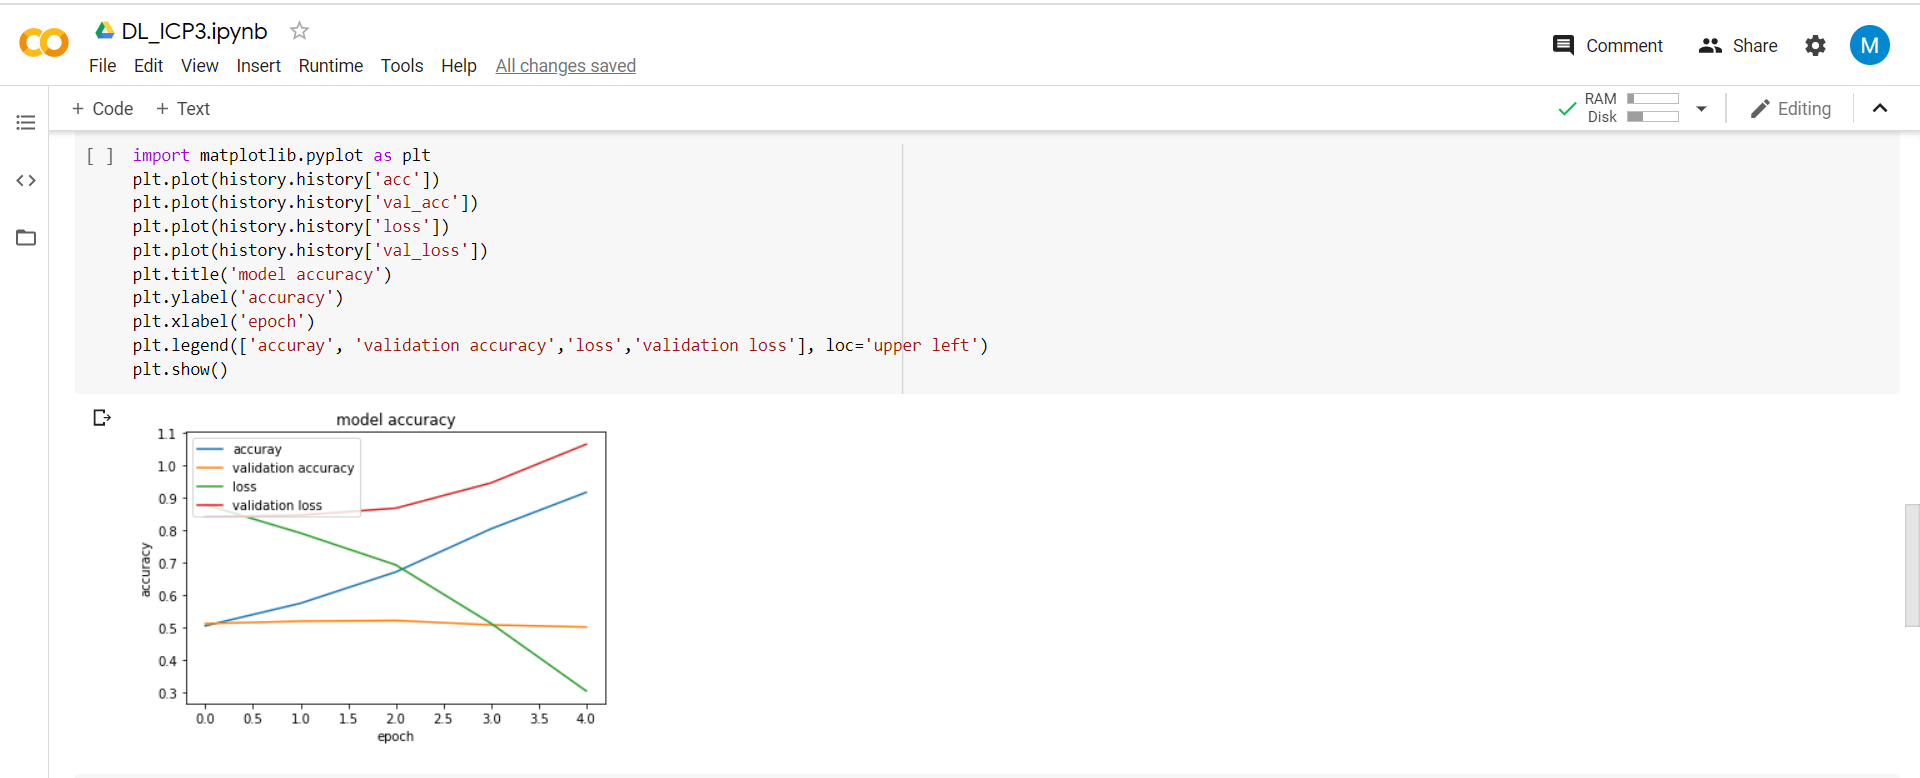 DL_ICP3.ipynb
Comment Share M
File Edit View Insert Runtime Tools Help All changes saved
+ Code + Text
RAM
Disk
Editing
[ ] import matplotlib.pyplot as plt
plt.plot(history.history['acc'])
plt.plot(history.history['val_acc'])
plt.plot(history.history['loss'])
plt.plot(history.history['val_loss'])
plt.title('model accuracy')
plt.ylabel('accuracy')
plt.xlabel('epoch')
plt.legend(['accuray', 'validation accuracy','loss','validation loss'], loc='upper left')
plt.show()
model accuracy
accuray
validation accuracy
loss
validation loss
1.1
1.0
0.9
0.8
0.7
0.6
0.5
0.4
0.3
accuracy
0.0 0.5 1.0 1.5 2.0 2.5 3.0 3.5 4.0
epoch